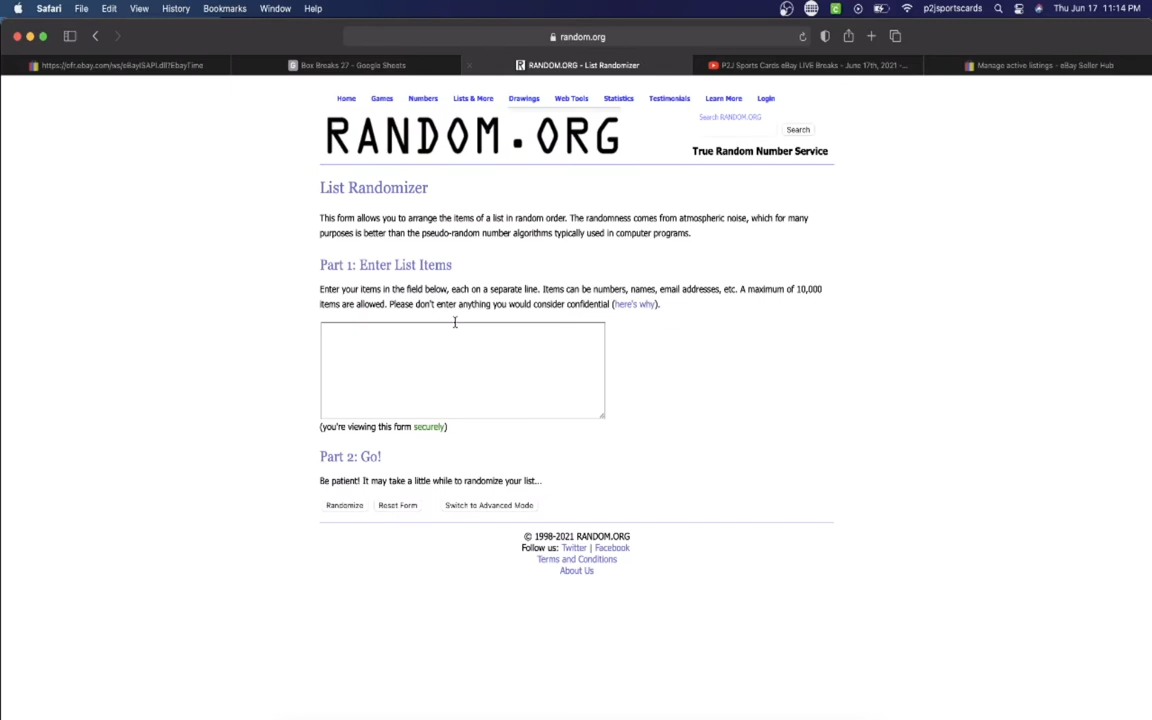 Safari File Edit View History Bookmarks Window Help p2jsportscards Thu Jun 17 11:14 PM
random.org
https://ofr.ebay.com/ws/eBayISAPI.dll?EbayTime Box Breaks 27 - Google Sheets RANDOM.ORG - List Randomizer P2J Sports Cards eBay LIVE Breaks - June 17th, 2021 -... Manage active listings - eBay Seller Hub
Home Games Numbers Lists & More Drawings Web Tools Statistics Testimonials Learn More Login
Search RANDOM.ORG
RANDOM.ORG
Search
True Random Number Service
List Randomizer
This form allows you to arrange the items of a list in random order. The randomness comes from atmospheric noise, which for many
purposes is better than the pseudo-random number algorithms typically used in computer programs.
Part 1: Enter List Items
Enter your items in the field below, each on a separate line. Items can be numbers, names, email addresses, etc. A maximum of 10,000
items are allowed. Please don't enter anything you would consider confidential (here's why).
(you're viewing this form securely)
Part 2: Go!
Be patient! It may take a little while to randomize your list...
Randomize Reset Form Switch to Advanced Mode
© 1998-2021 RANDOM.ORG
Follow us: Twitter | Facebook
Terms and Conditions
About Us